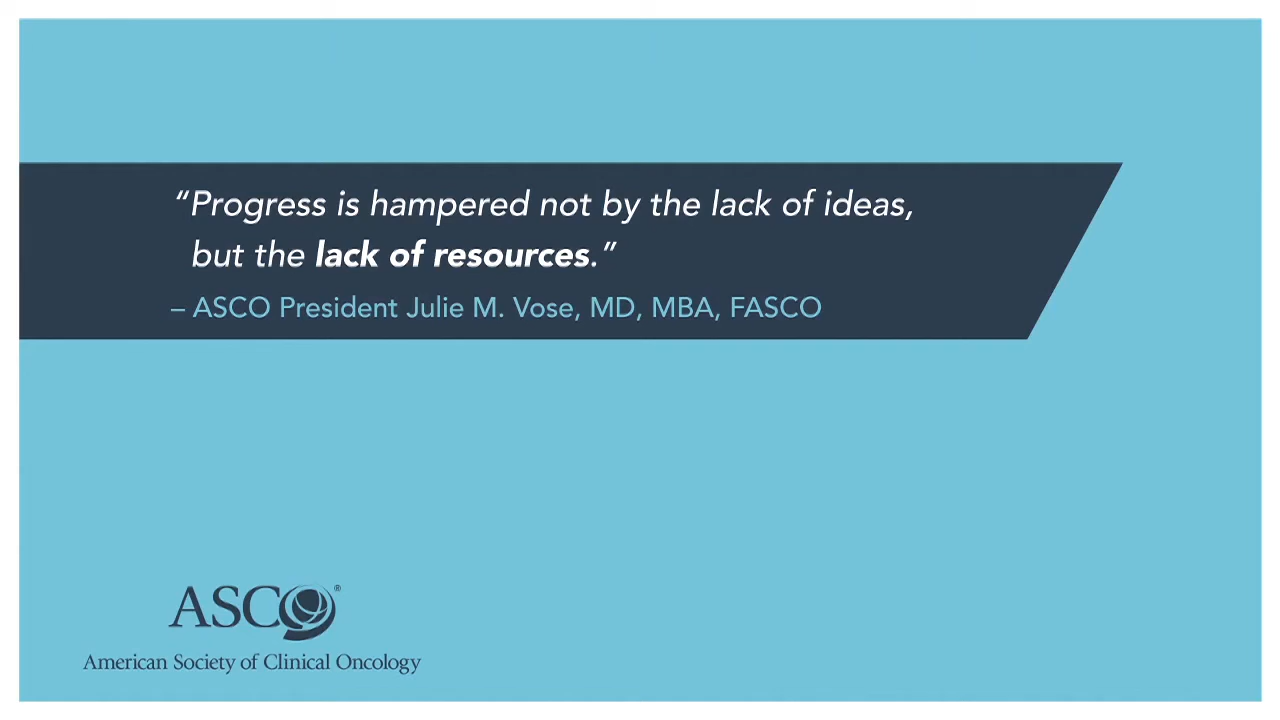 “Progress is hampered not by the lack of ideas,
but the lack of resources.”
– ASCO President Julie M. Vose, MD, MBA, FASCO
ASCO®
American Society of Clinical Oncology